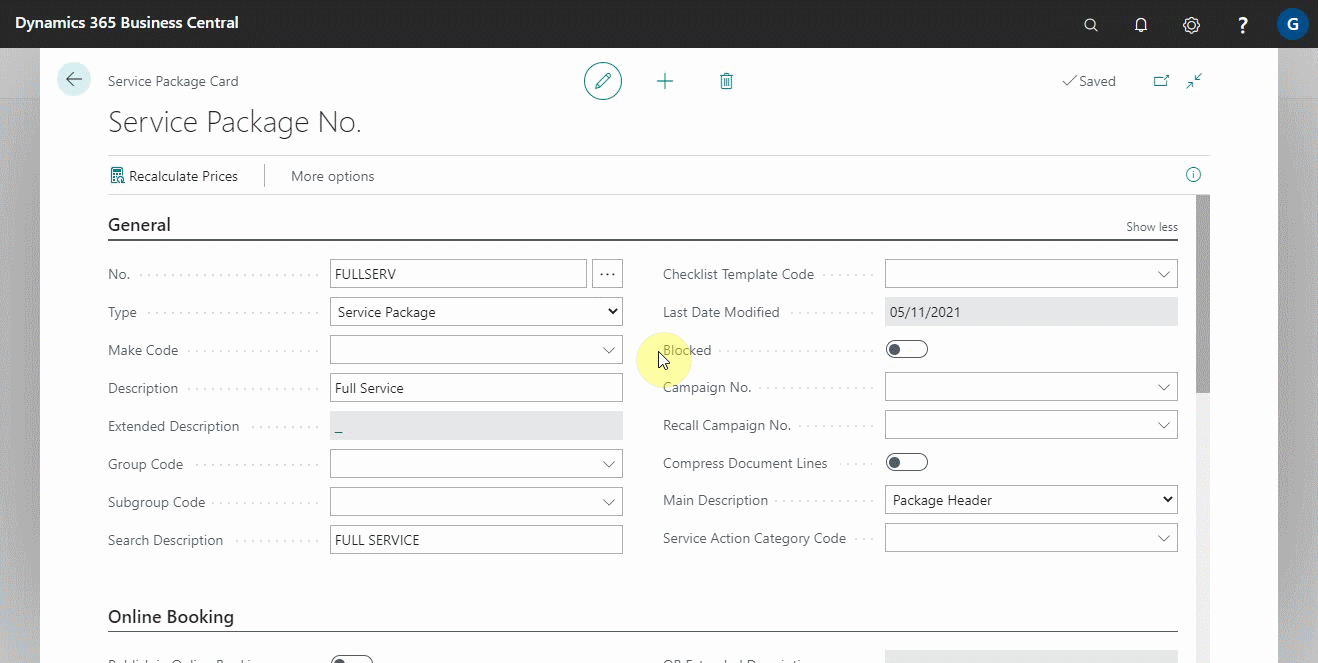 Dynamics 365 Business Central
?
G
Service Package Card
Saved
Service Package No.
Recalculate Prices
More options
General
Show less
No.
FULLSERV
...
Type
Service Package
Make Code
Description
Full Service
Extended Description
_
Group Code
Subgroup Code
Search Description
FULL SERVICE
Checklist Template Code
Last Date Modified
05/11/2021
Blocked
Campaign No.
Recall Campaign No.
Compress Document Lines
Main Description
Package Header
Service Action Category Code
Online Booking